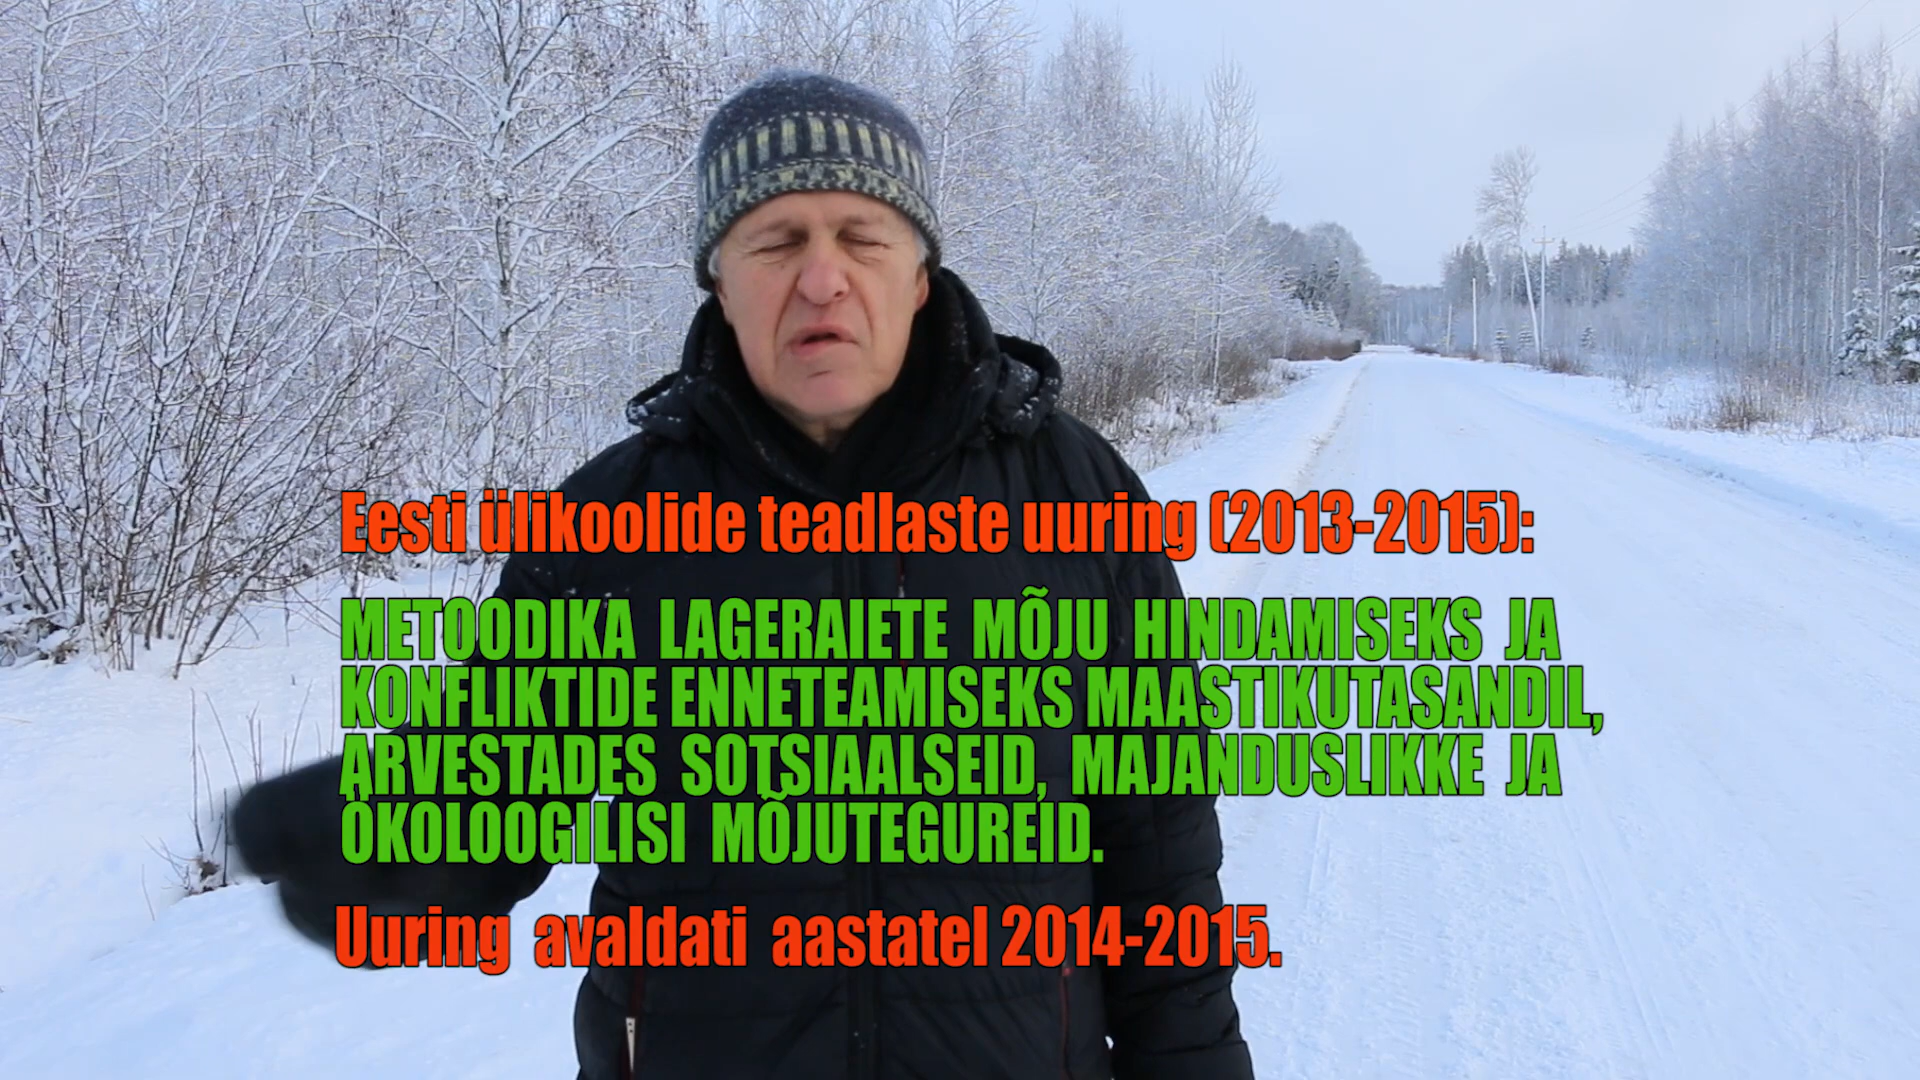 Eesti ülikoolide teadlaste uuring (2013-2015):
METOODIKA LAGERAIETE MÕJU HINDAMISEKS JA
KONFLIKTIDE ENNETEAMISEKS MAASTIKUTASANDIL,
ARVESTADES SOTSIAALSEID, MAJANDUSLIKKE JA
ÖKOLOOGILISI MÕJUTEGUREID.
Uuring avaldati aastatel 2014-2015.